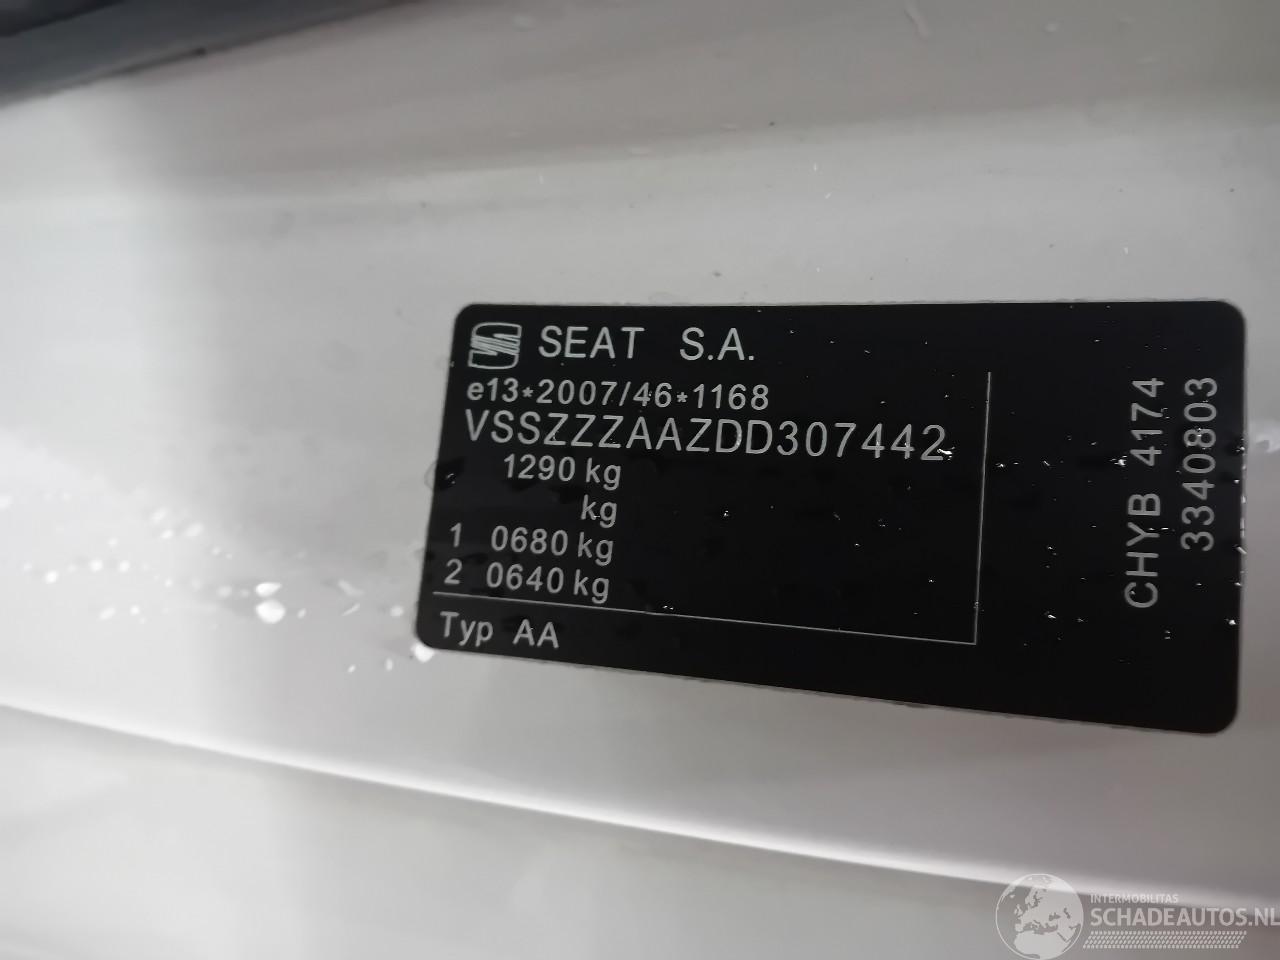 SEAT S.A.
e13*2007/46*1168
VSSZZZAAZDD307442
1290 kg
kg
1 0680 kg
2 0640 kg
Typ AA
CHYB 4174
3340803
INTERMOBILITAS
SCHADEAUTOS.NL